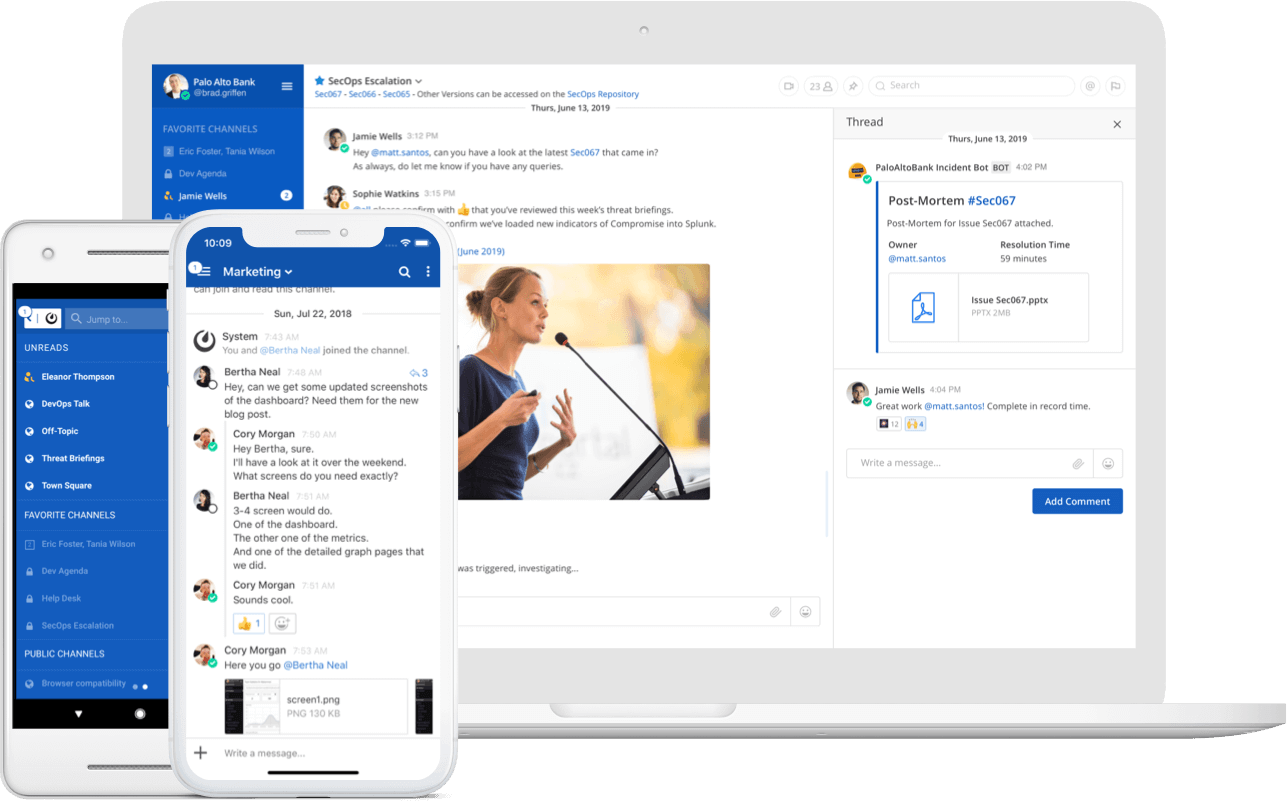 Palo Alto Bank
@brad.griffen
FAVORITE CHANNELS
2 Eric Foster, Tania Wilson
Dev Agenda
Jamie Wells 2
SecOps Escalation
Sec067 - Sec066 - Sec065 - Other Versions can be accessed on the SecOps Repository
23
Search
@
Thurs, June 13, 2019
Jamie Wells 3:12 PM
Hey @matt.santos, can you have a look at the latest Sec067 that came in?
As always, do let me know if you have any queries.
Sophie Watkins 3:15 PM
please confirm with 👍 that you've reviewed this week's threat briefings.
confirm we've loaded new indicators of Compromise into Splunk.
(June 2019)
was triggered, investigating...
Thread
Thurs, June 13, 2019
PaloAltoBank Incident Bot BOT 4:02 PM
Post-Mortem #Sec067
Post-Mortem for Issue Sec067 attached.
Owner Resolution Time
@matt.santos 59 minutes
Issue Sec067.pptx
PPTX 2MB
Jamie Wells 4:04 PM
Great work @matt.santos! Complete in record time.
12 4
Write a message...
Add Comment
1
Jump to...
UNREADS
Eleanor Thompson
DevOps Talk
Off-Topic
Threat Briefings
Town Square
FAVORITE CHANNELS
2 Eric Foster, Tania Wilson
Dev Agenda
Help Desk
SecOps Escalation
PUBLIC CHANNELS
Browser compatibility
10:09
1
Marketing
can join and read this channel.
Sun, Jul 22, 2018
System 7:43 AM
You and @Bertha Neal joined the channel.
Bertha Neal 7:48 AM 3
Hey, can we get some updated screenshots
of the dashboard? Need them for the new
blog post.
Cory Morgan 7:50 AM
Hey Bertha, sure.
I'll have a look at it over the weekend.
What screens do you need exactly?
Bertha Neal 7:51 AM
3-4 screen would do.
One of the dashboard.
The other one of the metrics.
And one of the detailed graph pages that
we did.
Cory Morgan 7:51 AM
Sounds cool.
👍 1
Cory Morgan 7:53 AM
Here you go @Bertha Neal
screen1.png
PNG 130 KB
Write a message...